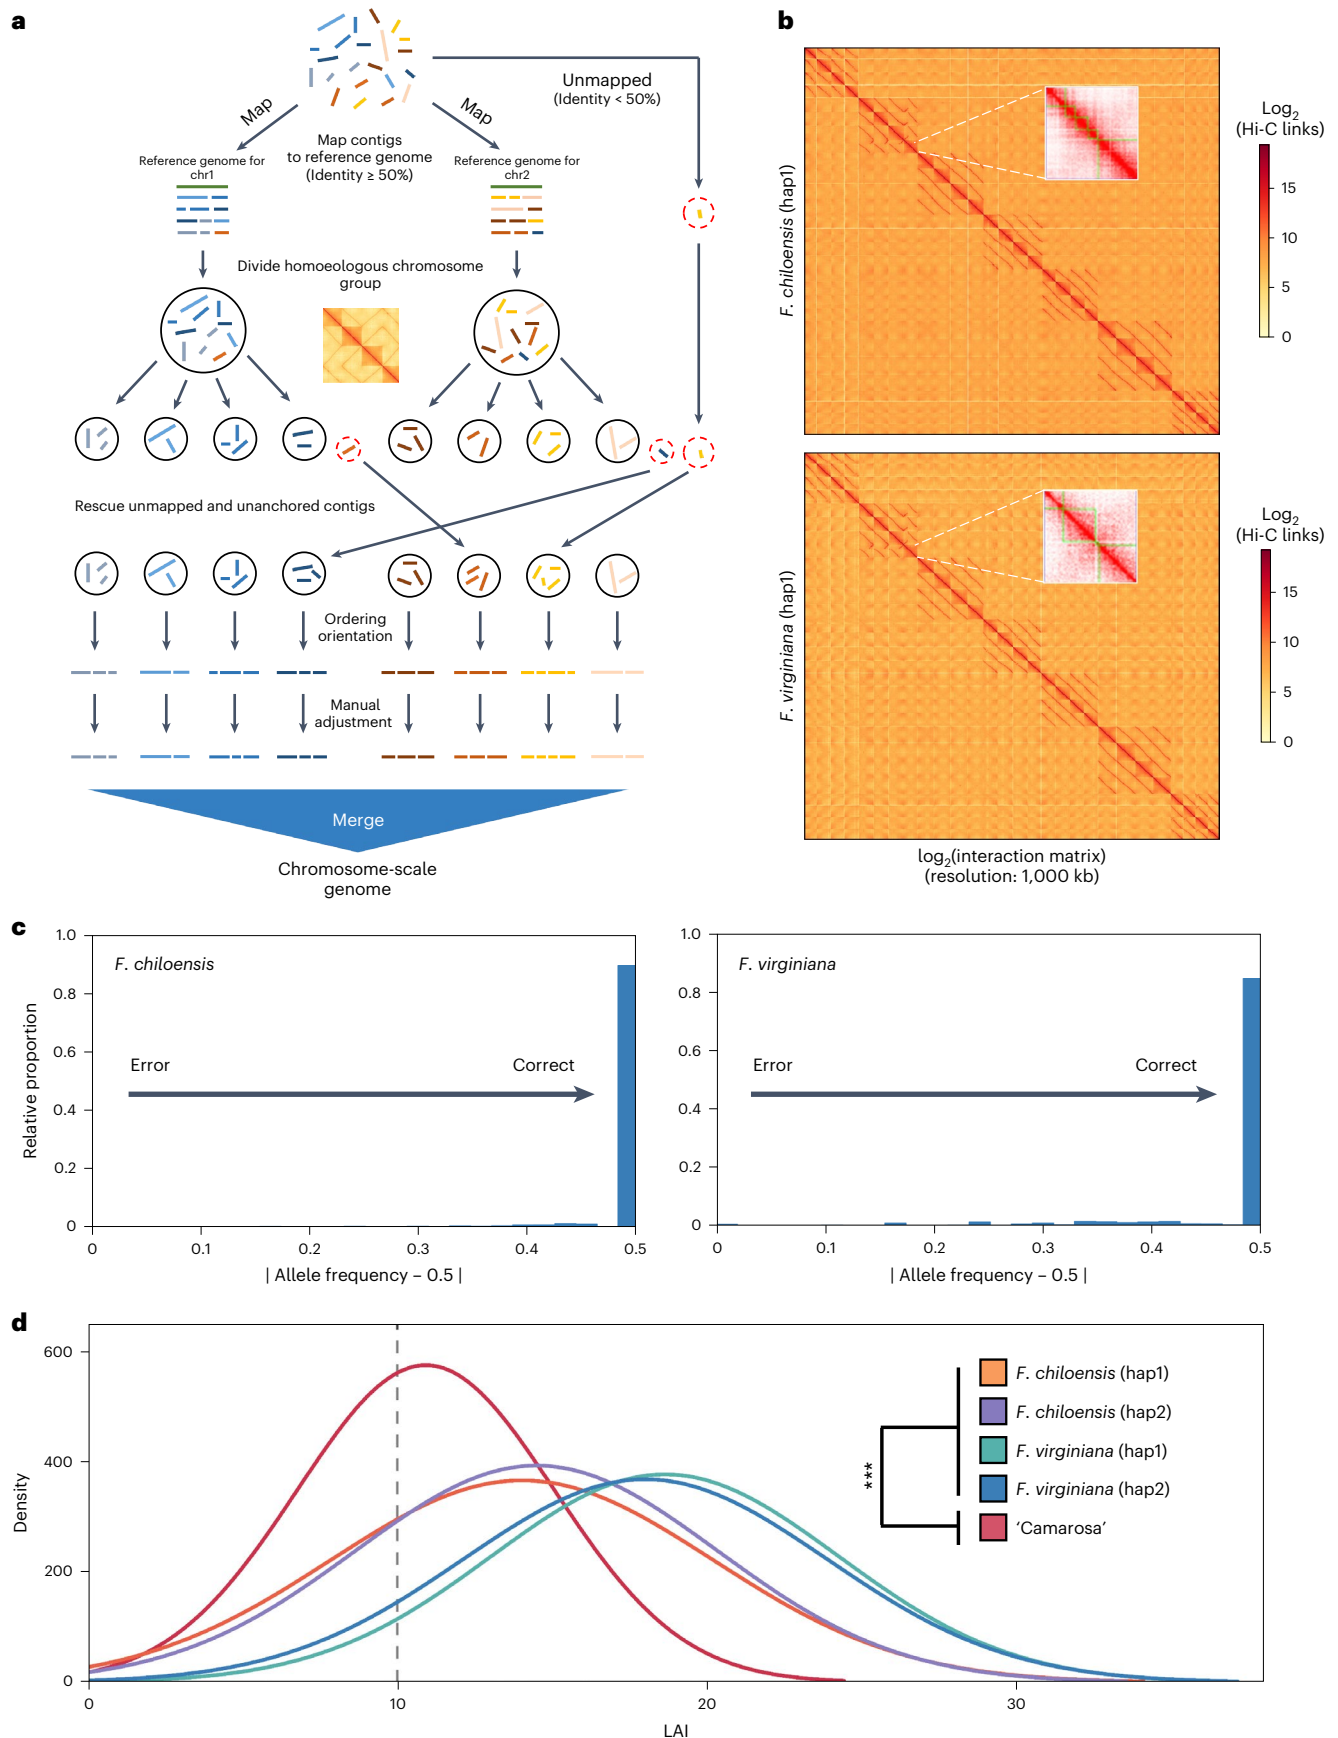 a
Map
Map
Unmapped
(Identity < 50%)
Map contigs
to reference genome
(Identity ≥ 50%)
Reference genome for
chr1
Reference genome for
chr2
Divide homoeologous chromosome
group
Rescue unmapped and unanchored contigs
Ordering
orientation
Manual
adjustment
Merge
Chromosome-scale
genome
b
F. chiloensis (hap1)
Log2
(Hi-C links)
15
10
5
0
F. virginiana (hap1)
Log2
(Hi-C links)
15
10
5
0
log2(interaction matrix)
(resolution: 1,000 kb)
c
Relative proportion
1.0
0.8
0.6
0.4
0.2
0
F. chiloensis
Error
Correct
0
0.1
0.2
0.3
0.4
0.5
| Allele frequency – 0.5 |
1.0
0.8
0.6
0.4
0.2
0
F. virginiana
Error
Correct
0
0.1
0.2
0.3
0.4
0.5
| Allele frequency – 0.5 |
d
Density
600
400
200
0
***
F. chiloensis (hap1)
F. chiloensis (hap2)
F. virginiana (hap1)
F. virginiana (hap2)
‘Camarosa’
0
10
20
30
LAI